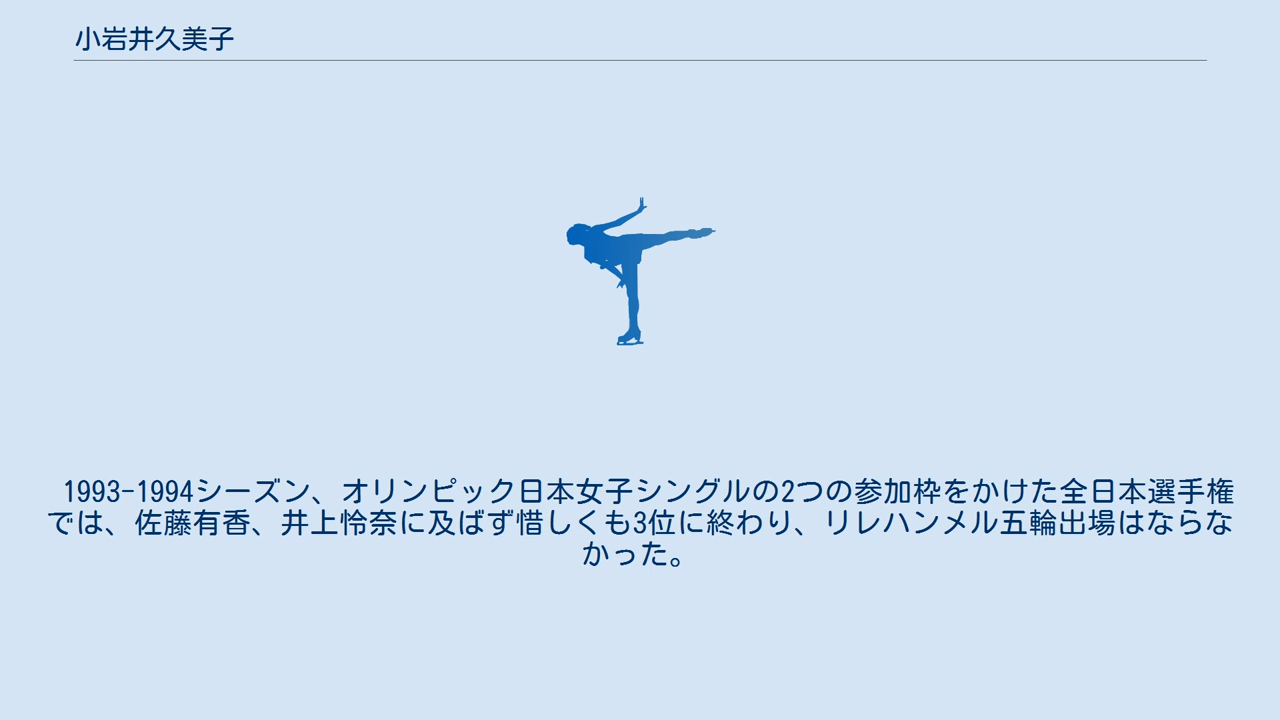 小岩井久美子
1993-1994シーズン、オリンピック日本女子シングルの2つの参加枠をかけた全日本選手権
では、佐藤有香、井上怜奈に及ばず惜しくも3位に終わり、リレハンメル五輪出場はならな
かった。